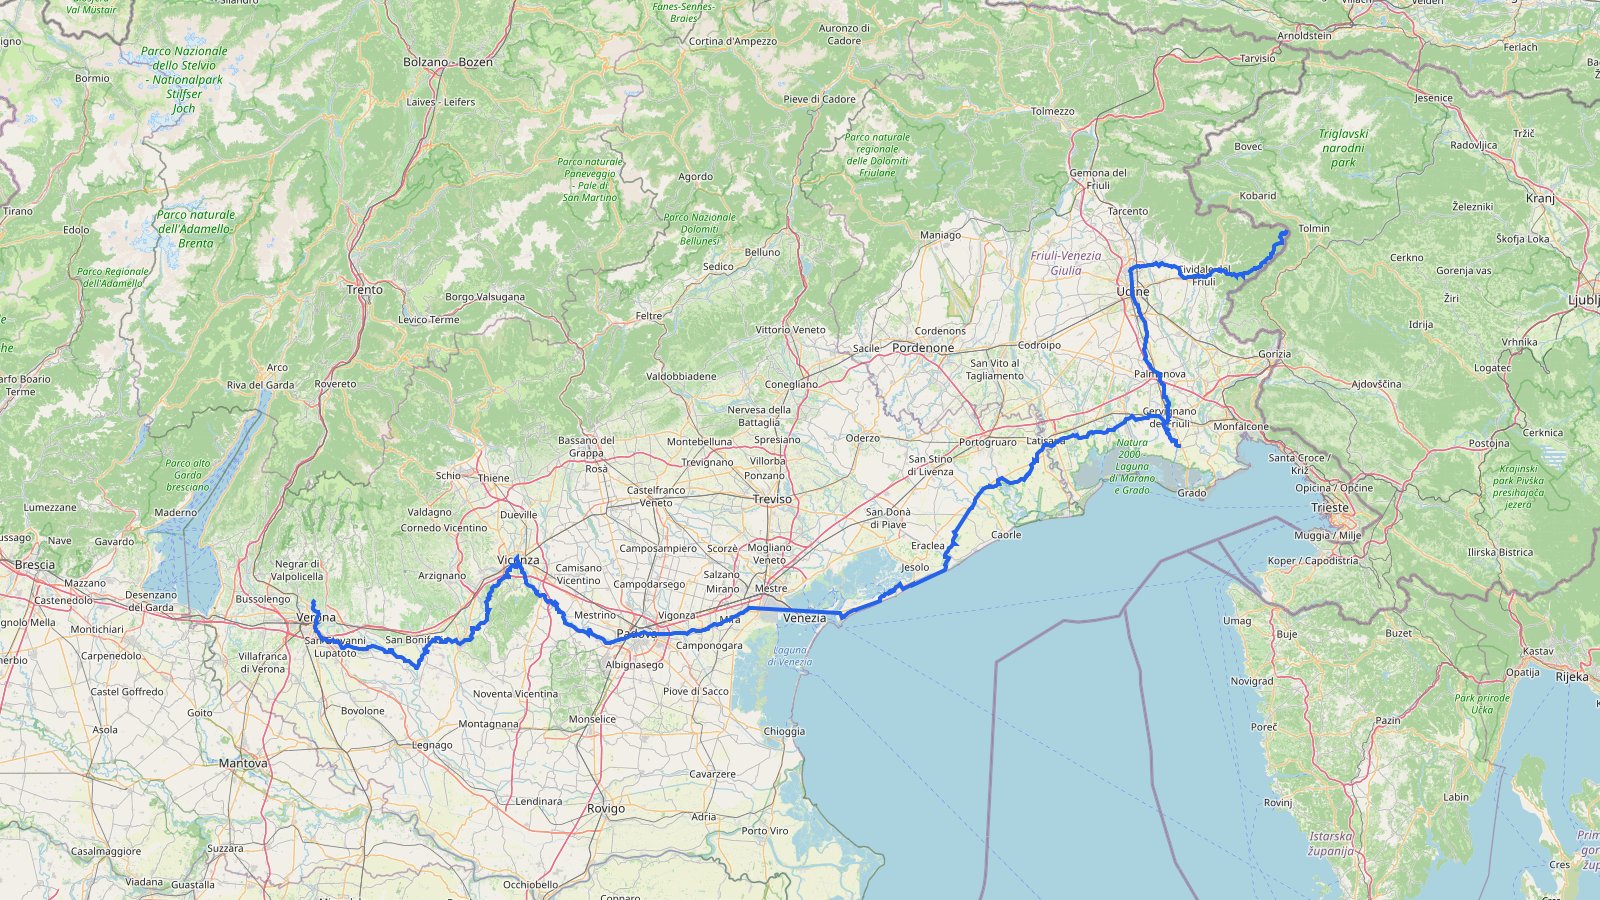 Val Müstair
Silandro
Fanes-Sennes-
Braies
Auronzo di
Cadore
Villach
Velden
Parco Nazionale
dello Stelvio
- Nationalpark
Stilfser
Joch
Cortina d'Ampezzo
Arnoldstein
Ferlach
Bolzano - Bozen
Tarvisio
Bormio
Laives - Leifers
Pieve di Cadore
Tolmezzo
Jesenice
Triglavski
narodni
park
Tržič
Radovljica
Parco naturale
regionale
delle Dolomiti
Friulane
Bovec
Parco naturale
Paneveggio
- Pale di
San Martino
Agordo
Gemona del
Friuli
Kobarid
Kranj
Tirano
Parco naturale
dell'Adamello-
Brenta
Edolo
Tarcento
Železniki
Parco Nazionale
Dolomiti
Bellunesi
Maniago
Tolmin
Škofja Loka
Belluno
Sedico
Friuli-Venezia
Giulia
Cerkno
Gorenja vas
Parco Regionale
dell'Adamello
Cividale del
Friuli
Trento
Borgo Valsugana
Udine
Žiri
Levico Terme
Feltre
Vittorio Veneto
Cordenons
Idrija
Sacile
Pordenone
Codroipo
Vrhnika
Gorizia
San Vito al
Tagliamento
Logatec
Arco
Riva del Garda
Rovereto
Valdobbiadene
Conegliano
Palmanova
Ajdovščina
Nervesa della
Battaglia
Cervignano
del Friuli
Monfalcone
Bassano del
Grappa
Montebelluna
Spresiano
Oderzo
Portogruaro
Latisana
Postojna
Cerknica
Parco alto
Garda
bresciano
Schio
Thiene
Rosa
Trevignano
Villorba
Ponzano
San Stino
di Livenza
Natura
2000
Laguna
di Marano
e Grado
Grado
Santa Croce /
Križ
Opicina / Opčine
Trieste
Krajinski
park Pivška
presihajoča
jezera
Lumezzane
Maderno
Valdagno
Dueville
Castelfranco
Veneto
Treviso
San Donà
di Piave
Cornedo Vicentino
Caorle
Muggia / Milje
Nave
Gavardo
Camposampiero
Scorzè
Mogliano
Veneto
Eraclea
Koper / Capodistria
Ilirska Bistrica
Brescia
Negrar di
Valpolicella
Arzignano
Vicenza
Camisano
Vicentino
Campodarsego
Salzano
Mirano
Mestre
Jesolo
Mazzano
Castenedolo
Desenzano
del Garda
Bussolengo
Verona
Mestrino
Vigonza
Mira
Venezia
Umag
Buje
Buzet
Montichiari
San Giovanni
Lupatoto
Padova
Camponogara
Kastav
Carpenedolo
Villafranca
di Verona
Albignasego
Laguna
di Venezia
Opatija
Rijeka
Castel Goffredo
Noventa Vicentina
Piove di Sacco
Novigrad
Park prirode
Učka
Goito
Bovolone
Monselice
Poreč
Pazin
Asola
Montagnana
Chioggia
Legnago
Mantova
Cavarzere
Lendinara
Rovigo
Adria
Porto Viro
Rovinj
Labin
Casalmaggiore
Suzzara
Istarska
županija
Cres
Viadana
Guastalla
Occhiobello
Copparo